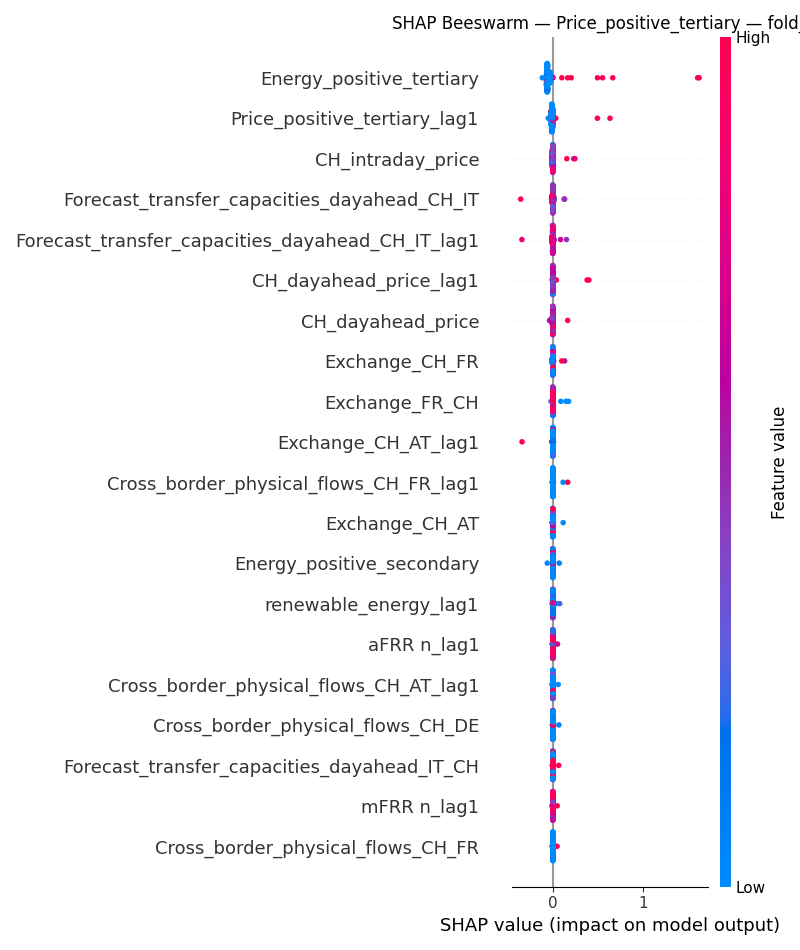 SHAP Beeswarm — Price_positive_tertiary — fold_
High
Energy_positive_tertiary
Price_positive_tertiary_lag1
CH_intraday_price
Forecast_transfer_capacities_dayahead_CH_IT
Forecast_transfer_capacities_dayahead_CH_IT_lag1
CH_dayahead_price_lag1
CH_dayahead_price
Exchange_CH_FR
Exchange_FR_CH
Exchange_CH_AT_lag1
Cross_border_physical_flows_CH_FR_lag1
Exchange_CH_AT
Energy_positive_secondary
renewable_energy_lag1
aFRR n_lag1
Cross_border_physical_flows_CH_AT_lag1
Cross_border_physical_flows_CH_DE
Forecast_transfer_capacities_dayahead_IT_CH
mFRR n_lag1
Cross_border_physical_flows_CH_FR
Feature value
Low
0 1
SHAP value (impact on model output)